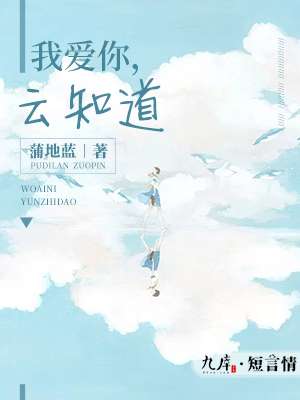 我爱你，
云知道
蒲地蓝 | 著
PUDILAN ZUOPIN
WOAINI
YUNZHIDAO
九库·短言情